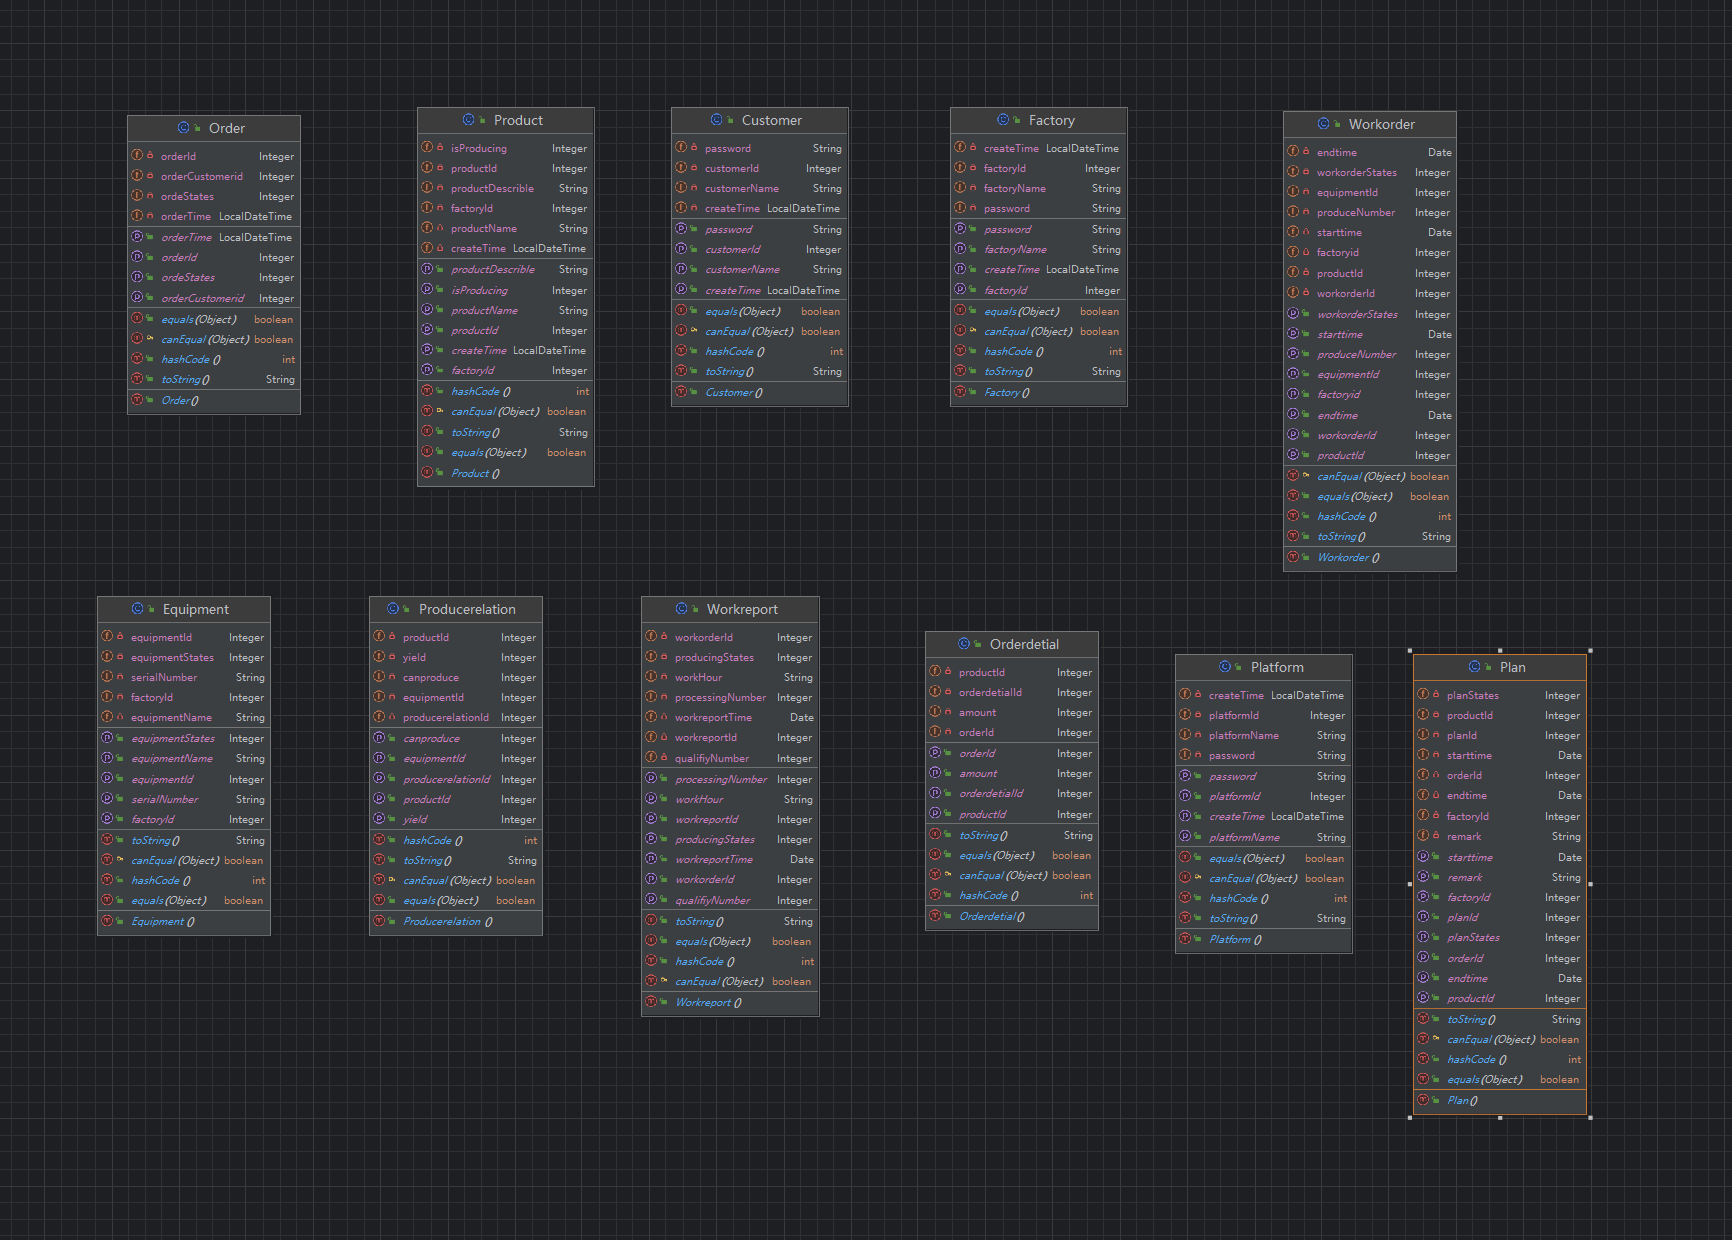 Order
orderId Integer
orderCustomerid Integer
ordeStates Integer
orderTime LocalDateTime
orderTime LocalDateTime
orderId Integer
ordeStates Integer
orderCustomerid Integer
equals(Object) boolean
canEqual(Object) boolean
hashCode () int
toString() String
Order()
Product
isProducing Integer
productId Integer
productDescrible String
factoryId Integer
productName String
createTime LocalDateTime
productDescrible String
isProducing Integer
productName String
productId Integer
createTime LocalDateTime
factoryId Integer
hashCode () int
canEqual(Object) boolean
toString() String
equals(Object) boolean
Product ()
Customer
password String
customerId Integer
customerName String
createTime LocalDateTime
password String
customerId Integer
customerName String
createTime LocalDateTime
equals(Object) boolean
canEqual(Object) boolean
hashCode () int
toString() String
Customer ()
Factory
createTime LocalDateTime
factoryId Integer
factoryName String
password String
password String
factoryName String
createTime LocalDateTime
factoryId Integer
equals(Object) boolean
canEqual(Object) boolean
hashCode () int
toString() String
Factory ()
Workorder
endtime Date
workorderStates Integer
equipmentId Integer
produceNumber Integer
starttime Date
factoryid Integer
productId Integer
workorderId Integer
workorderStates Integer
starttime Date
produceNumber Integer
equipmentId Integer
factoryid Integer
endtime Date
workorderId Integer
productId Integer
canEqual(Object) boolean
equals(Object) boolean
hashCode () int
toString() String
Workorder ()
Equipment
equipmentId Integer
equipmentStates Integer
serialNumber String
factoryId Integer
equipmentName String
equipmentStates Integer
equipmentName String
equipmentId Integer
serialNumber String
factoryId Integer
toString() String
canEqual(Object) boolean
hashCode () int
equals(Object) boolean
Equipment ()
Producerelation
productId Integer
yield Integer
canproduce Integer
equipmentId Integer
producerelationId Integer
canproduce Integer
equipmentId Integer
producerelationId Integer
productId Integer
yield Integer
hashCode () int
toString() String
canEqual(Object) boolean
equals(Object) boolean
Producerelation ()
Workreport
workorderId Integer
producingStates Integer
workHour String
processingNumber Integer
workreportTime Date
workreportId Integer
qualifiyNumber Integer
processingNumber Integer
workHour String
workreportId Integer
producingStates Integer
workreportTime Date
workorderId Integer
qualifiyNumber Integer
toString() String
equals(Object) boolean
hashCode () int
canEqual(Object) boolean
Workreport ()
Orderdetial
productId Integer
orderdetialId Integer
amount Integer
orderId Integer
orderId Integer
amount Integer
orderdetialId Integer
productId Integer
toString() String
equals(Object) boolean
canEqual(Object) boolean
hashCode () int
Orderdetial()
Platform
createTime LocalDateTime
platformId Integer
platformName String
password String
password String
platformId Integer
createTime LocalDateTime
platformName String
equals(Object) boolean
canEqual(Object) boolean
hashCode () int
toString() String
Platform ()
Plan
planStates Integer
productId Integer
planId Integer
starttime Date
orderId Integer
endtime Date
factoryId Integer
remark String
starttime Date
remark String
factoryId Integer
planId Integer
planStates Integer
orderId Integer
endtime Date
productId Integer
toString() String
canEqual(Object) boolean
hashCode () int
equals(Object) boolean
Plan()